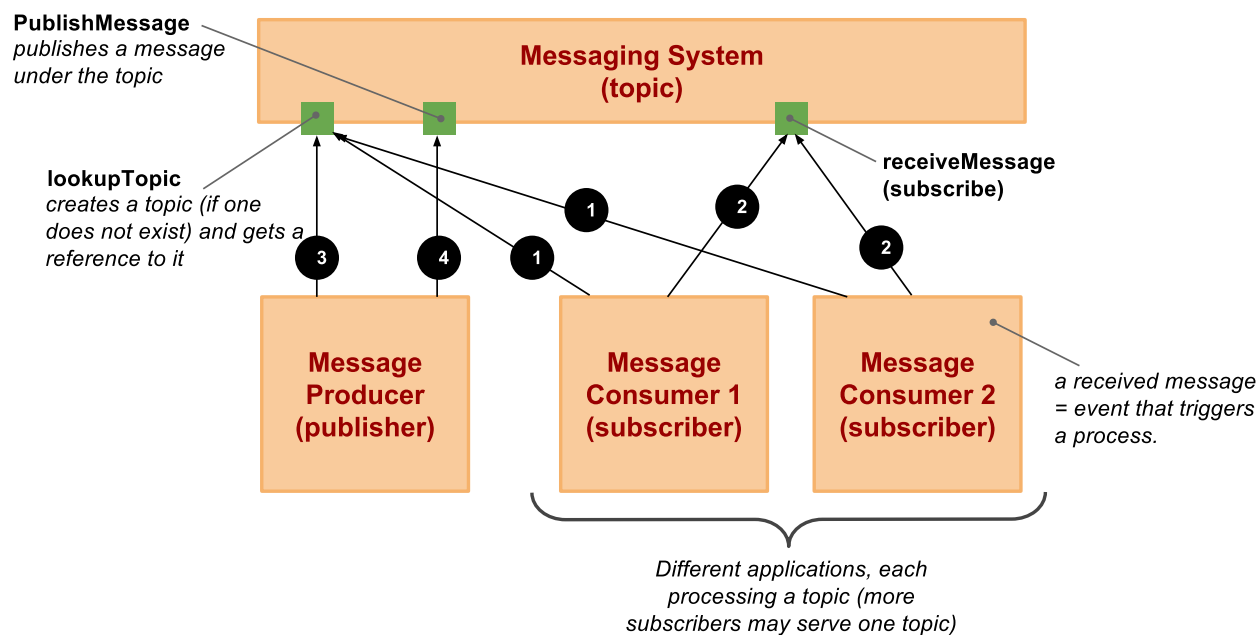 PublishMessage
publishes a message
under the topic
Messaging System
(topic)
lookupTopic
creates a topic (if one
does not exist) and gets a
reference to it
receiveMessage
(subscribe)
3
4
1
1
2
2
Message
Producer
(publisher)
Message
Consumer 1
(subscriber)
Message
Consumer 2
(subscriber)
a received message
= event that triggers
a process.
Different applications, each
processing a topic (more
subscribers may serve one topic)